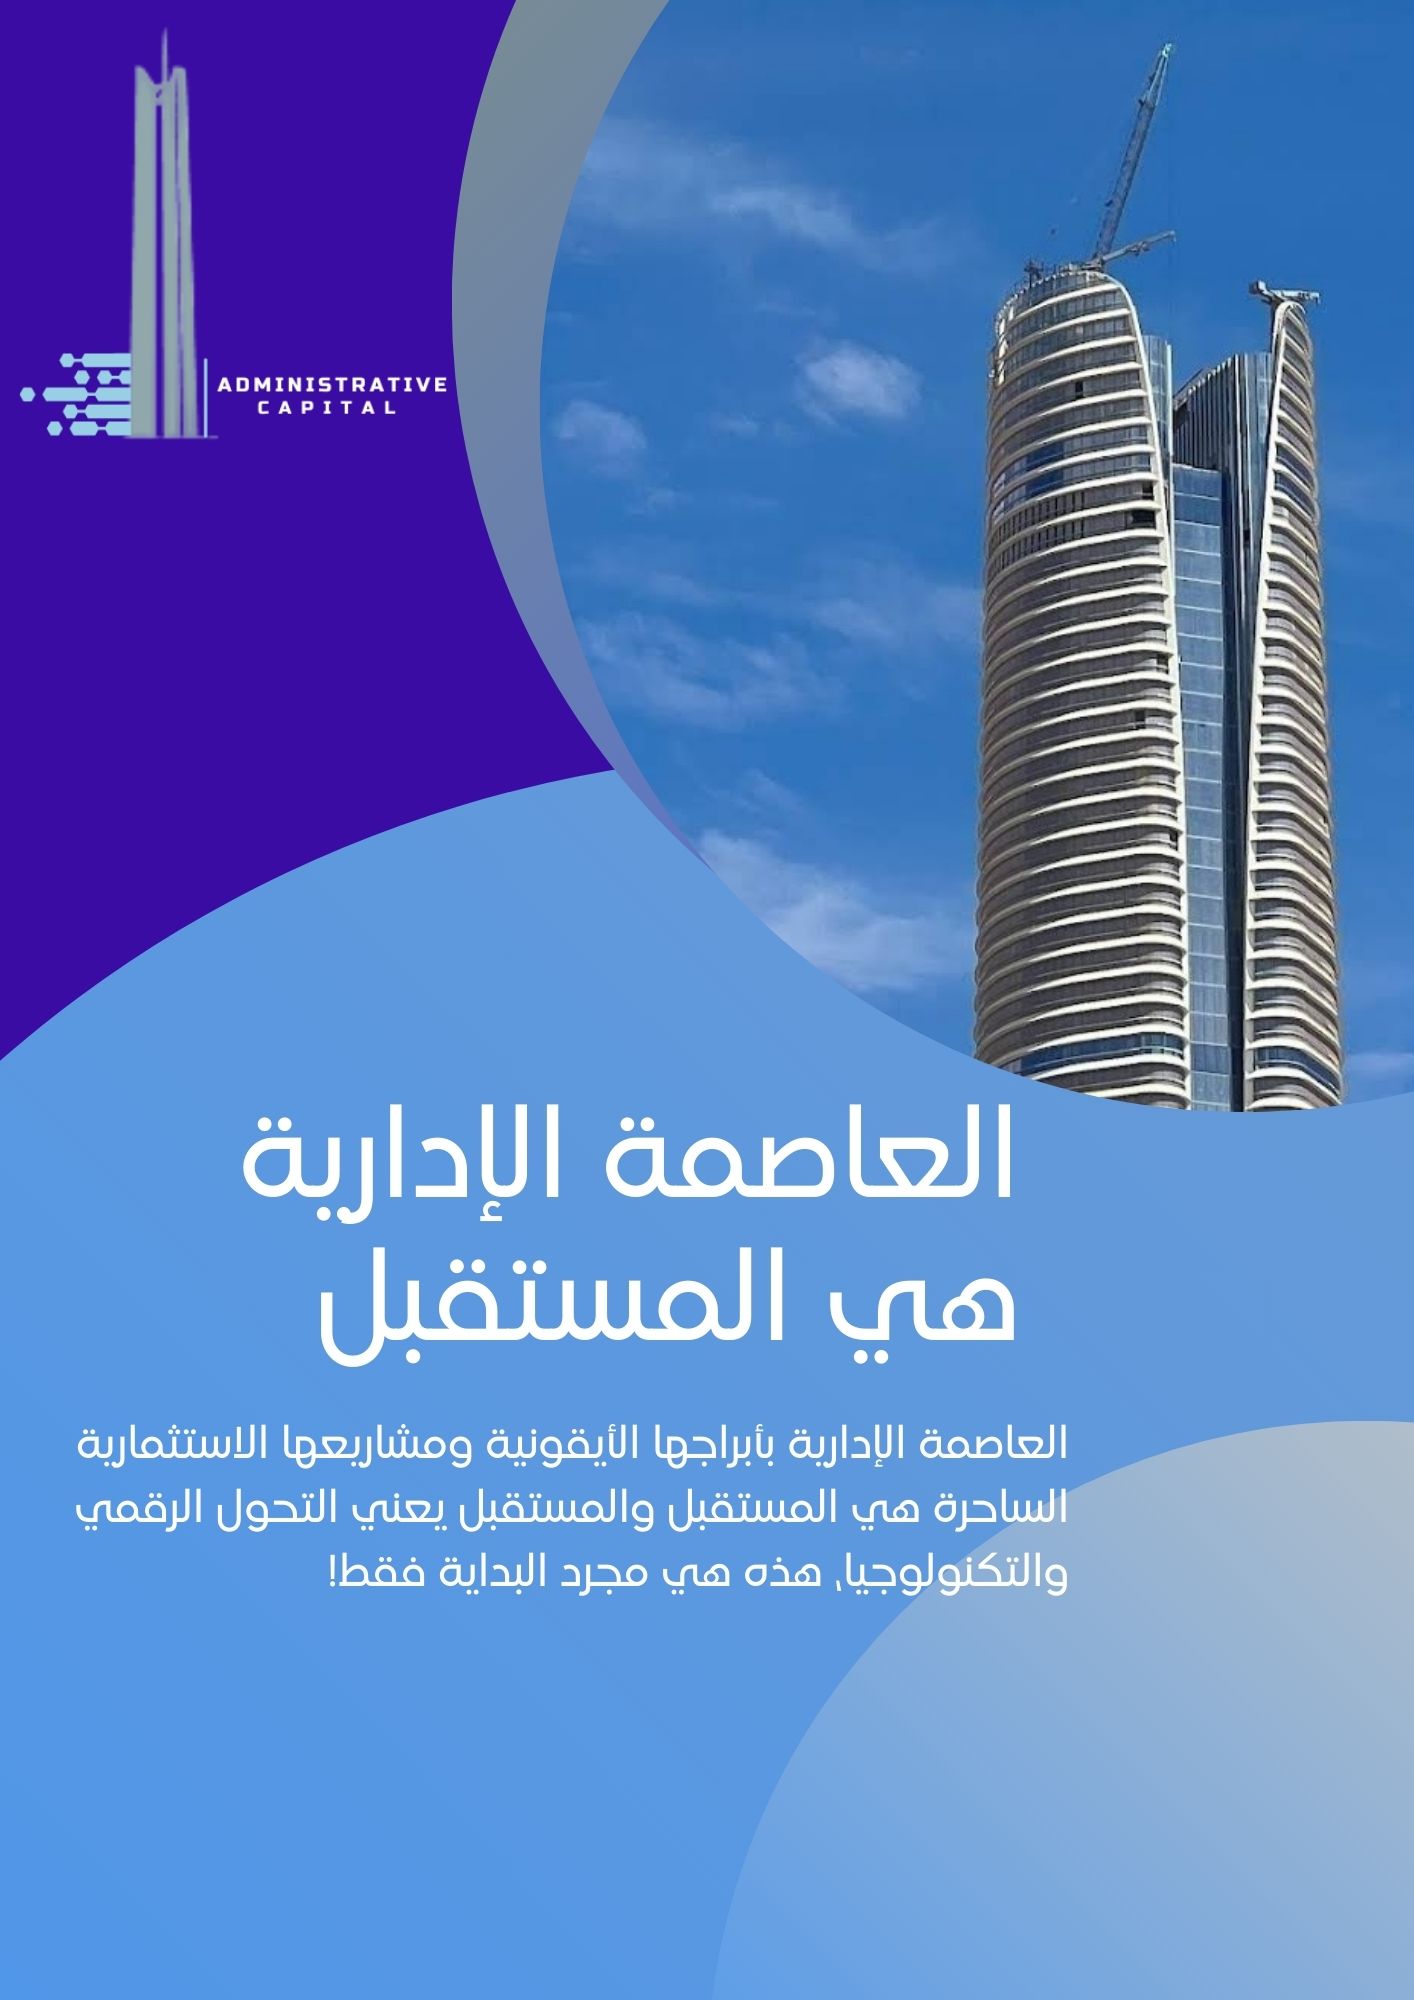 ADMINISTRATIVE
CAPITAL
العاصمة الإدارية
هي المستقبل
العاصمة الإدارية بأبراجها الأيقونية ومشاريعها الاستثمارية
الساحرة هي المستقبل والمستقبل يعني التحول الرقمي
والتكنولوجيا، هذه هي مجرد البداية فقط!